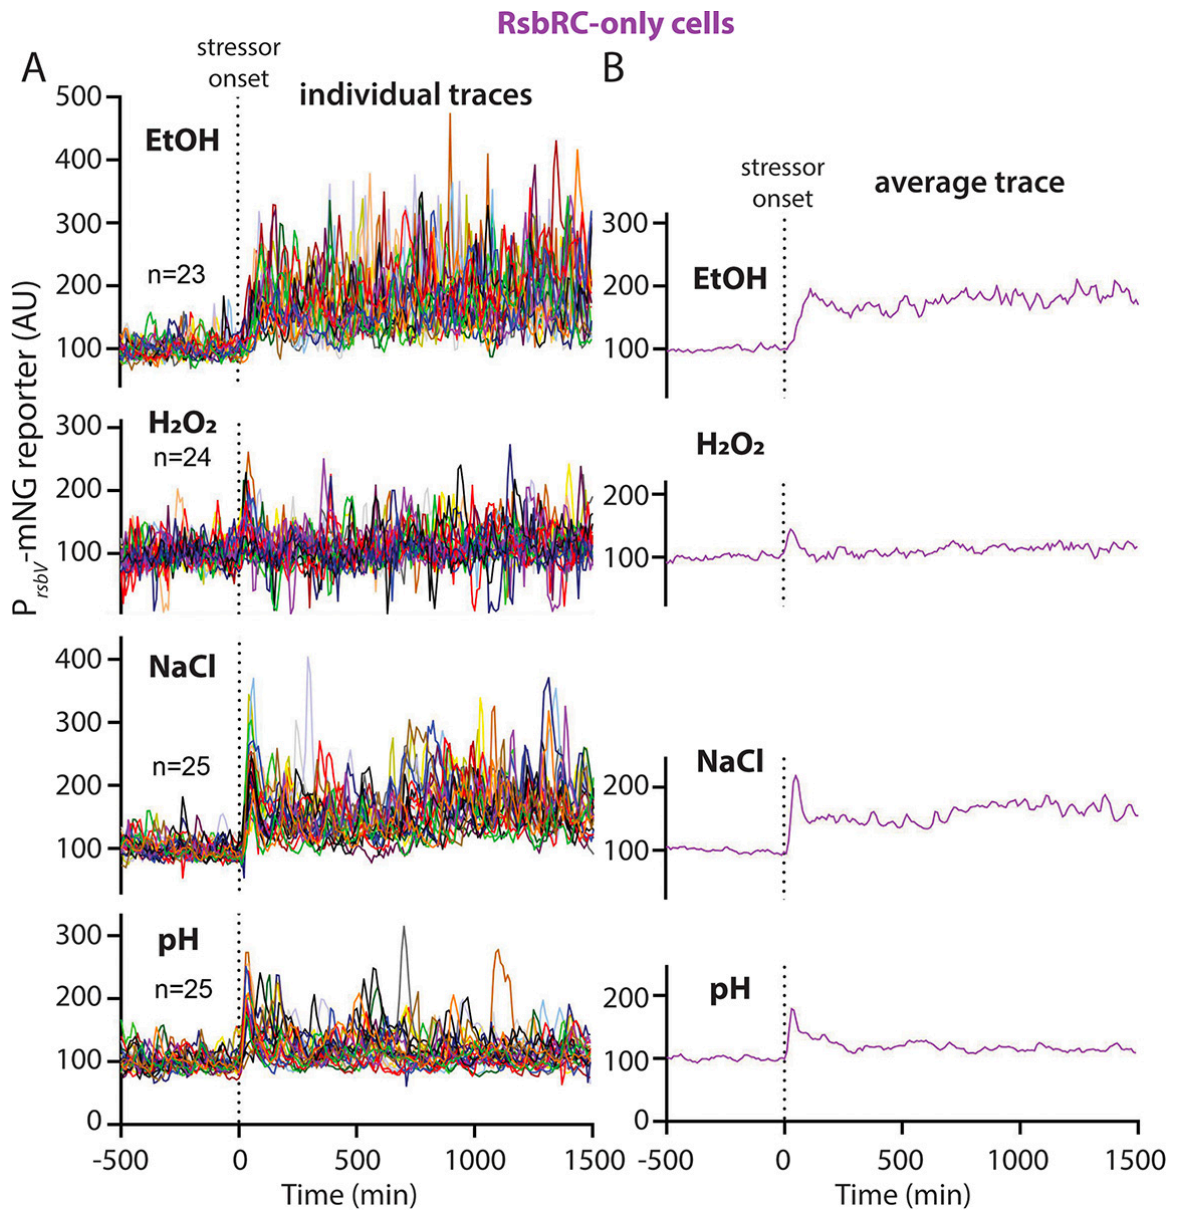 RsbRC-only cells
A
stressor
onset
individual traces
500
400
300
200
100
EtOH
n=23
300
200
100
H₂O₂
n=24
400
300
200
100
NaCl
n=25
300
200
100
0
pH
n=25
PrsbV-mNG reporter (AU)
-500 0 500 1000 1500
Time (min)
B
stressor
onset
average trace
300
200
100
EtOH
H₂O₂
200
100
NaCl
200
100
pH
200
100
0
-500 0 500 1000 1500
Time (min)